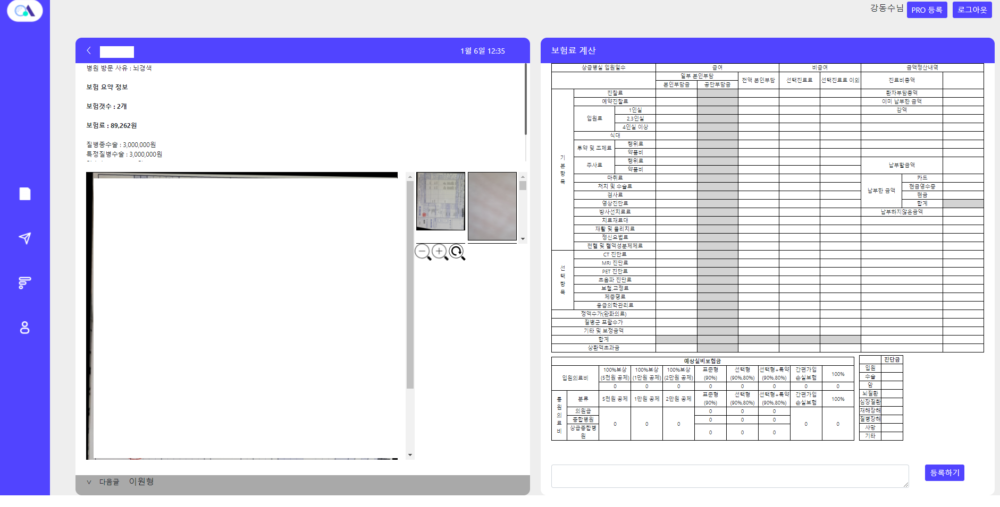 강동수님 PRO 등록 로그아웃
1월 6일 12:35
병원 방문 사유 : 뇌경색
보험 요약 정보
보험갯수 : 2개
보험료 : 89,262원
질병종수술 : 3,000,000원
특정질병수술 : 3,000,000원
다음글 이원형
보험료 계산
상급병실 입원일수 급여 비급여 금액정산내역
일부 본인부담 전액 본인부담 선택진료료 선택진료료 이외 진료비총액
본인부담금 공단부담금
기본항목
진찰료 환자부담총액
예약진찰료 이미 납부한 금액
입원료 1인실 감액
2,3인실
4인실 이상
식대
투약 및 조제료 행위료
약품비
주사료 행위료 납부할금액
약품비
마취료 납부한 금액 카드
처치 및 수술료 현금영수증
검사료 현금
영상진단료 합계
방사선치료료 납부하지않은금액
치료재료대
재활 및 물리치료
정신요법료
전혈 및 혈액성분제제료
선택항목
CT 진단료
MRI 진단료
PET 진단료
초음파 진단료
보철,교정료
제증명료
응급의학관리료
정액수가(완화의료)
질병군 포괄수가
기타 및 보정금액
합계
상환액초과금
예상실비보험금
입원의료비 100%보상 (5천원 공제) 100%보상 (1만원 공제) 100%보상 (2만원 공제) 표준형 (90%) 선택형 (90%,80%) 선택형+특약 (90%,80%) 간편가입 손실보험 100%
0 0 0 0 0 0 0 0
통원의료비 분류 5천원 공제 1만원 공제 2만원 공제 표준형 (90%) 선택형 (90%,80%) 선택형+특약 (90%,80%) 간편가입 손실보험 100%
의원급 0 0 0 0 0 0 0 0
종합병원 0 0 0
상급종합병원 0 0 0
진단금
입원
수술
암
뇌질환
심장질환
재해장해
질병장해
사망
기타
등록하기